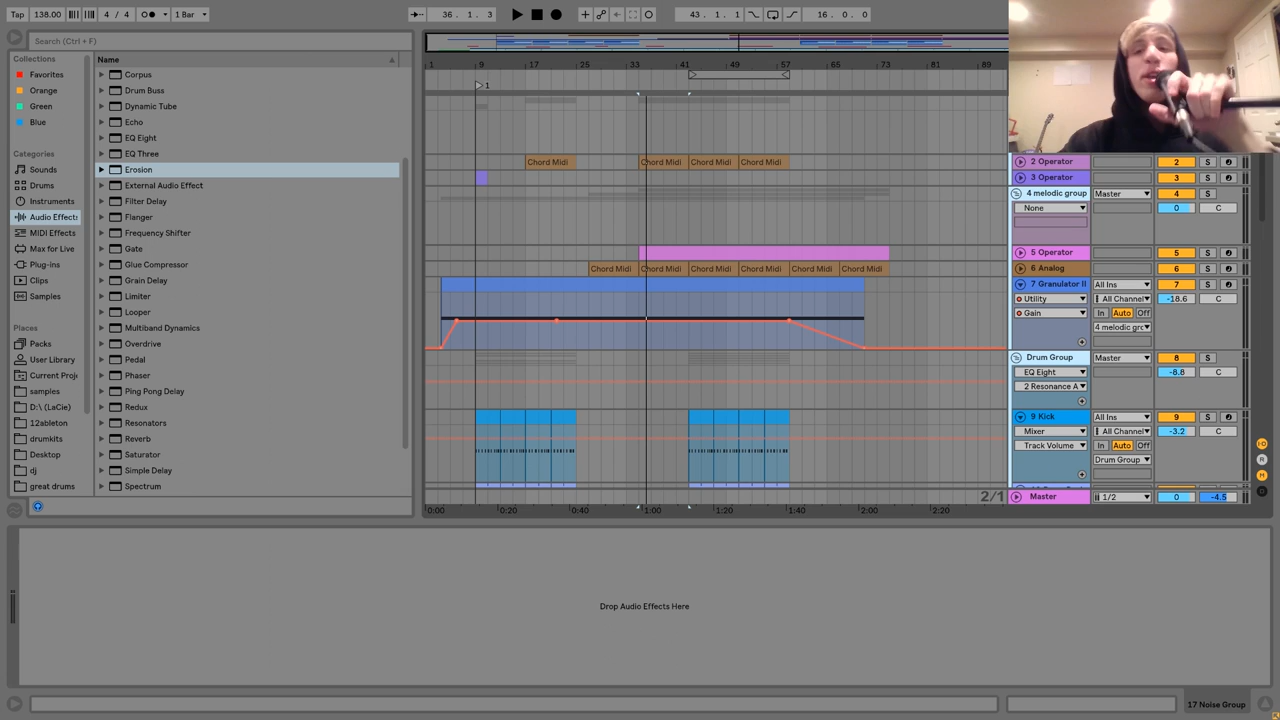 Tap 138.00 4 / 4 1 Bar 36 . 1 . 3 43 . 1 . 1 16 . 0 . 0
Search (Ctrl + F)
Collections
Favorites
Orange
Green
Blue
Categories
Sounds
Drums
Instruments
Audio Effects
MIDI Effects
Max for Live
Plug-ins
Clips
Samples
Places
Packs
User Library
Current Proj
samples
D:\ (LaCie)
12ableton
drumkits
Desktop
dj
great drums
Name
Corpus
Drum Buss
Dynamic Tube
Echo
EQ Eight
EQ Three
Erosion
External Audio Effect
Filter Delay
Flanger
Frequency Shifter
Gate
Glue Compressor
Grain Delay
Limiter
Looper
Multiband Dynamics
Overdrive
Pedal
Phaser
Ping Pong Delay
Redux
Resonators
Reverb
Saturator
Simple Delay
Spectrum
1 9 17 25 33 41 49 57 65 73 81 89
1
Chord Midi Chord Midi Chord Midi Chord Midi
Chord Midi Chord Midi Chord Midi Chord Midi Chord Midi Chord Midi
2/1
0:00 0:20 0:40 1:00 1:20 1:40 2:00 2:20
2 Operator 2 S
3 Operator 3 S
4 melodic group Master 4 S
None 0 C
5 Operator 5 S
6 Analog 6 S
7 Granulator II All Ins 7 S
Utility All Channel -18.6 C
Gain In Auto Off
4 melodic gr
Drum Group Master 8 S
EQ Eight -8.8 C
2 Resonance A
9 Kick All Ins 9 S
Mixer All Channel -3.2 C
Track Volume In Auto Off
Drum Group
Master 1/2 0 -4.5
Drop Audio Effects Here
17 Noise Group